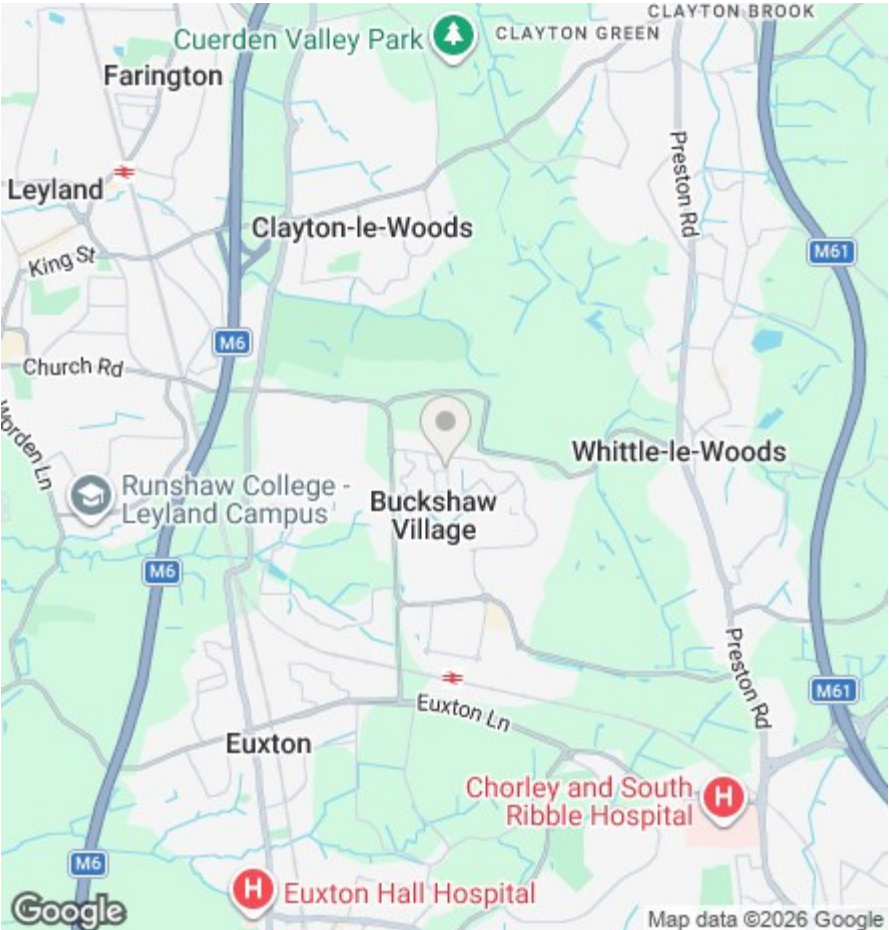 CLAYTON BROOK
Cuerden Valley Park
CLAYTON GREEN
Farington
Preston Rd
Leyland
Clayton-le-Woods
King St
M61
M6
Church Rd
Worden Ln
Whittle-le-Woods
Runshaw College -
Leyland Campus
Buckshaw
Village
M6
Preston Rd
M61
Euxton Ln
Euxton
Chorley and South
Ribble Hospital
H
M6
H
Euxton Hall Hospital
Google
Map data ©2026 Google